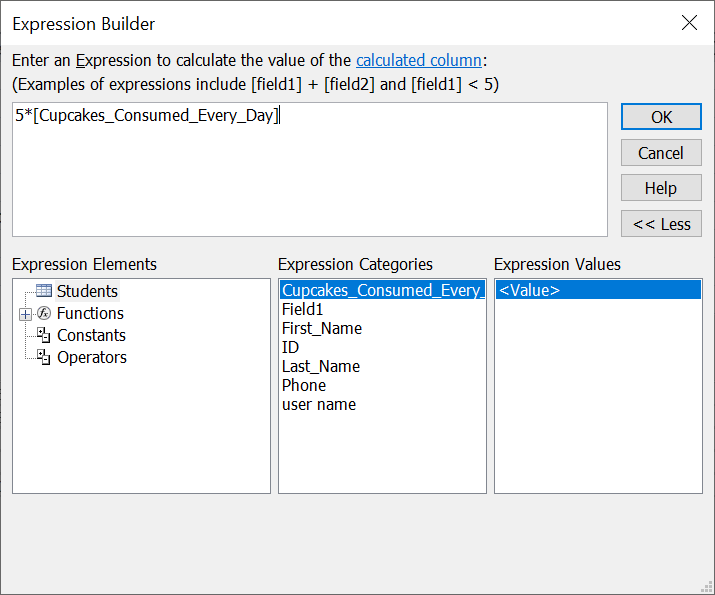 Expression Builder
Enter an Expression to calculate the value of the calculated column:
(Examples of expressions include [field1] + [field2] and [field1] < 5)
5*[Cupcakes_Consumed_Every_Day]
OK
Cancel
Help
<< Less
Expression Elements
Students
Functions
Constants
Operators
Expression Categories
Cupcakes_Consumed_Every_
Field1
First_Name
ID
Last_Name
Phone
user name
Expression Values
<Value>